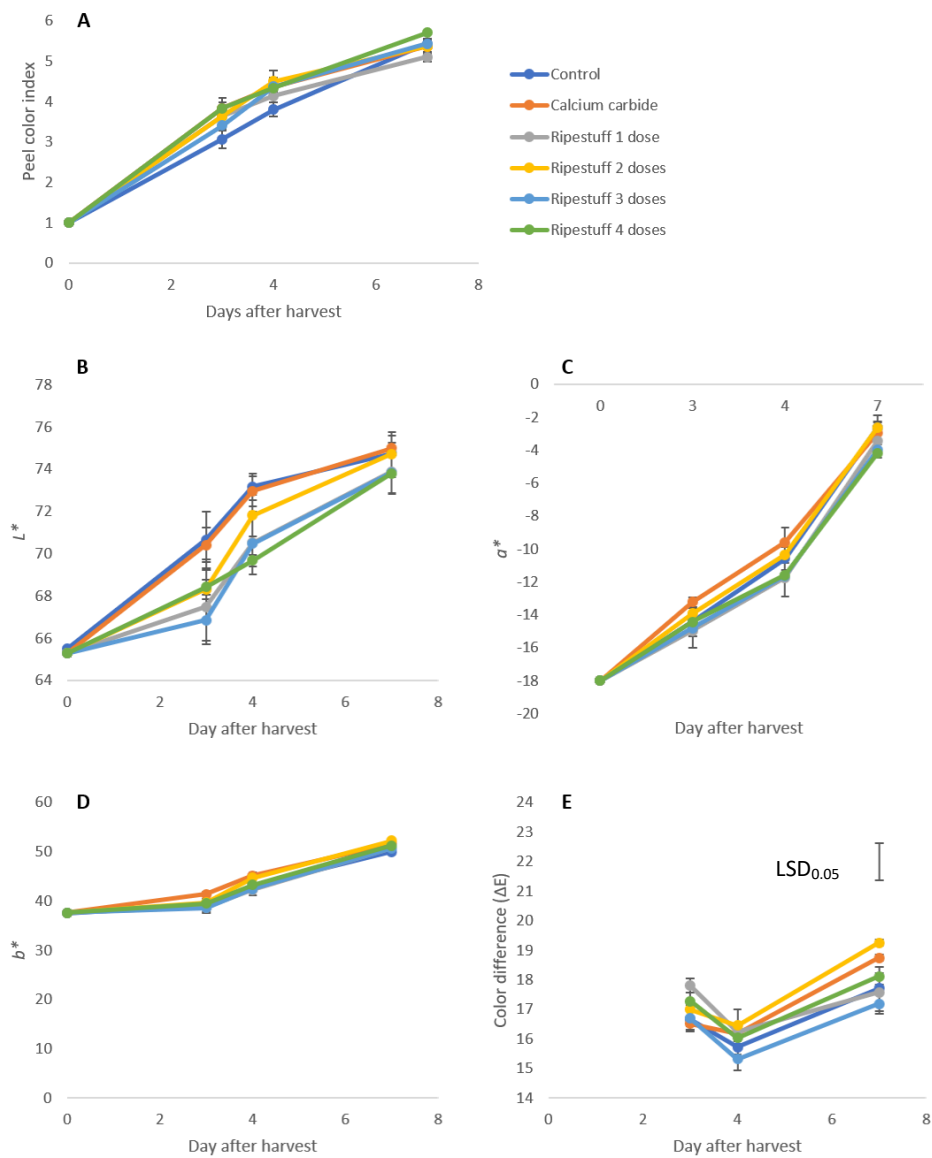 A
Peel color index
6
5
4
3
2
1
0
0 2 4 6 8
Days after harvest
Control
Calcium carbide
Ripestuff 1 dose
Ripestuff 2 doses
Ripestuff 3 doses
Ripestuff 4 doses
B
L*
78
76
74
72
70
68
66
64
0 2 4 6 8
Day after harvest
C
a*
0
-2
-4
-6
-8
-10
-12
-14
-16
-18
-20
0 3 4 7
Day after harvest
D
b*
60
50
40
30
20
10
0
0 2 4 6 8
Day after harvest
E
Color difference (ΔE)
24
23
22
21
20
19
18
17
16
15
14
LSD0.05
0 2 4 6 8
Day after harvest